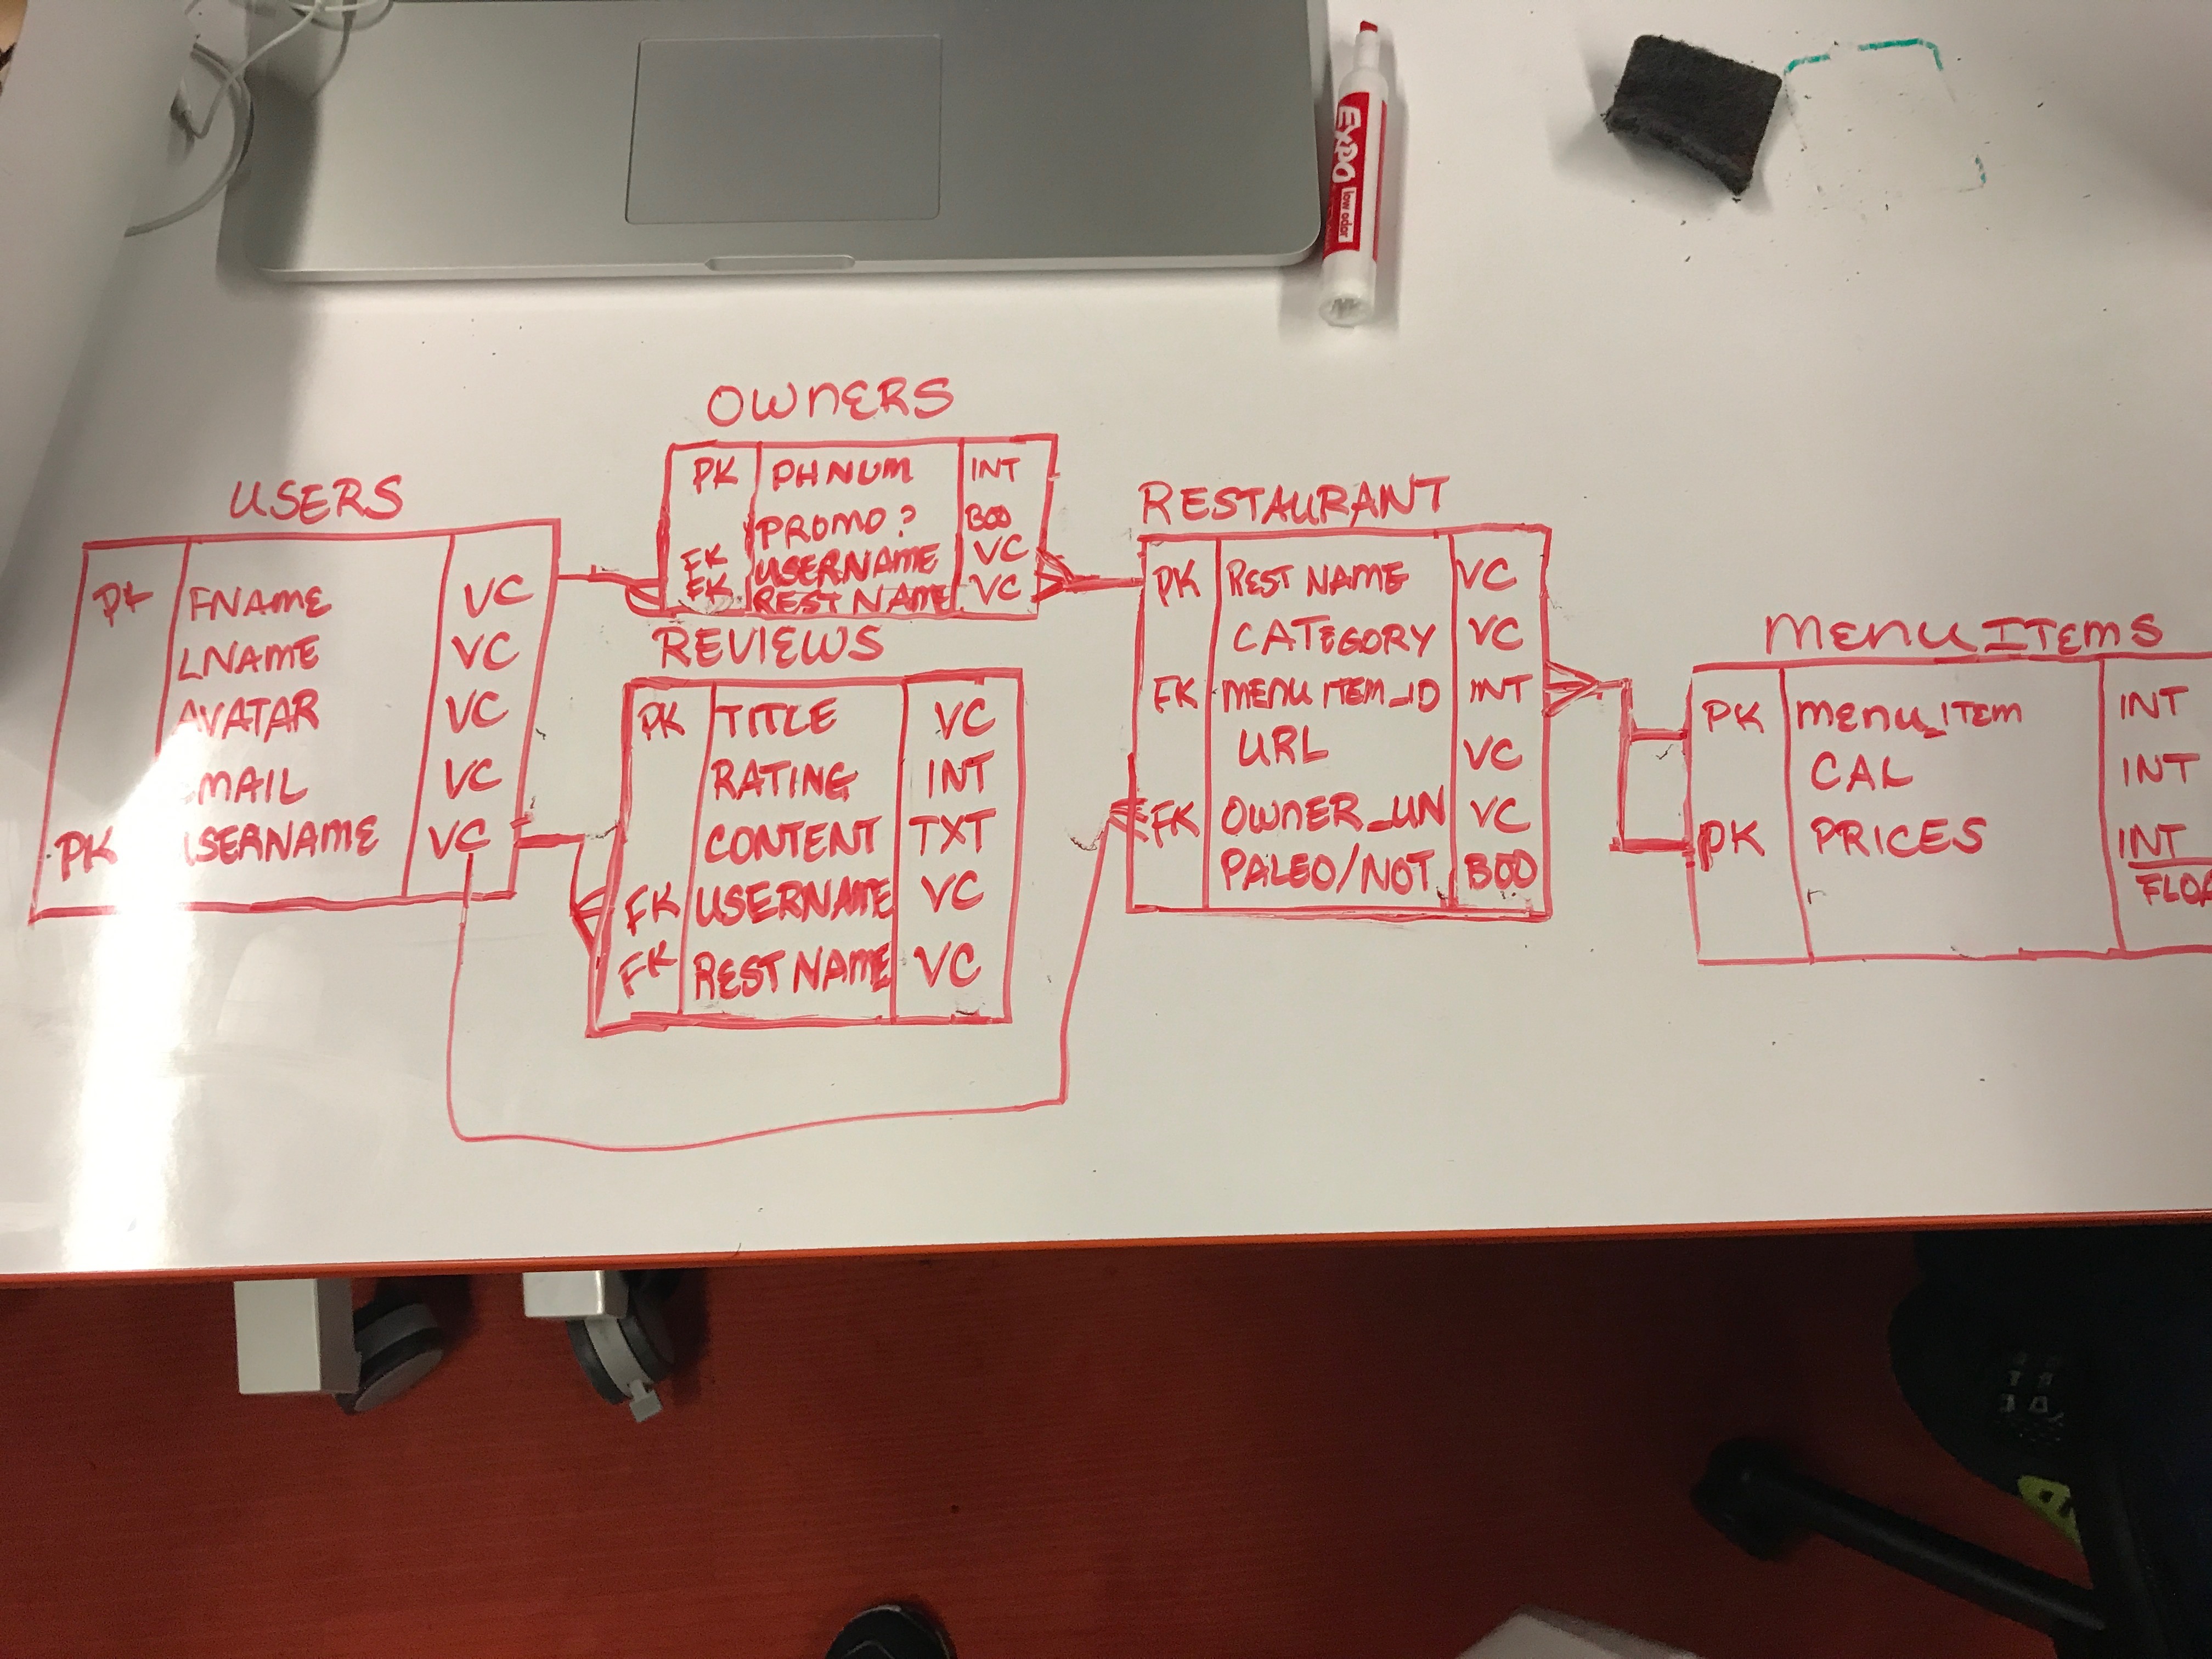 EXPO
low odor
OWNERS
PK PHNUM INT
PROMO? BOO
FK USERNAME VC
FK REST NAME VC
USERS
PK FNAME VC
LNAME VC
AVATAR VC
EMAIL VC
PK USERNAME VC
REVIEWS
PK TITLE VC
RATING INT
CONTENT TXT
FK USERNAME VC
FK REST NAME VC
RESTAURANT
PK REST NAME VC
CATEGORY VC
FK MENU ITEM_ID INT
URL VC
FK OWNER_UN VC
PALEO/NOT BOO
MENU ITEMS
PK MENU_ITEM INT
CAL INT
PK PRICES INT
FLOA